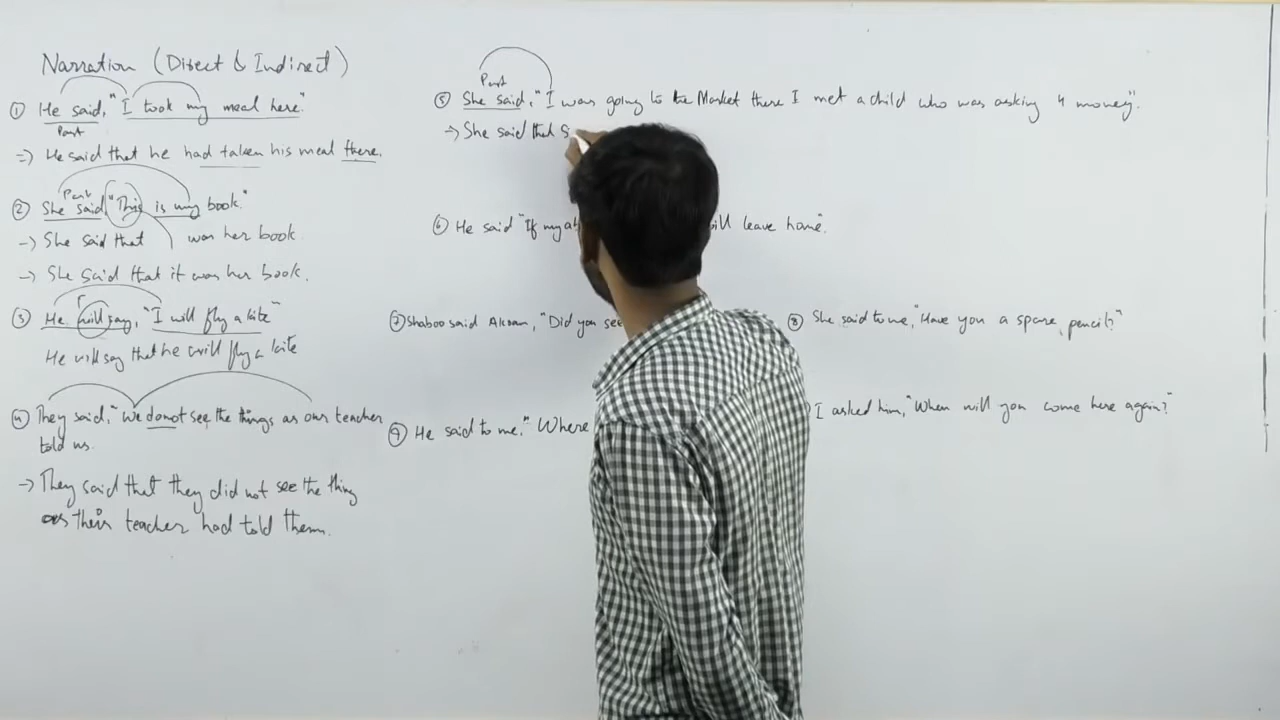 Narration (Direct & Indirect)
① He said, "I took my meal here."
Past
=> He said that he had taken his meal there.
Past
② She said "This is my book."
-> She said that was her book
-> She said that it was her book.
③ He will say, "I will fly a kite"
He will say that he will fly a kite
④ They said, "We do not see the things as our teacher
told us.
-> They said that they did not see the thing
as their teacher had told them.
Past
⑤ She said, "I was going to the Market there I met a child who was asking 4 money".
-> She said that s
⑥ He said "If my leave home".
⑦ Shaboo said Akram, "Did you see
⑧ She said to me, "Have you a spare pencil?"
⑨ He said to me, "Where
I asked him, "When will you come here again?"